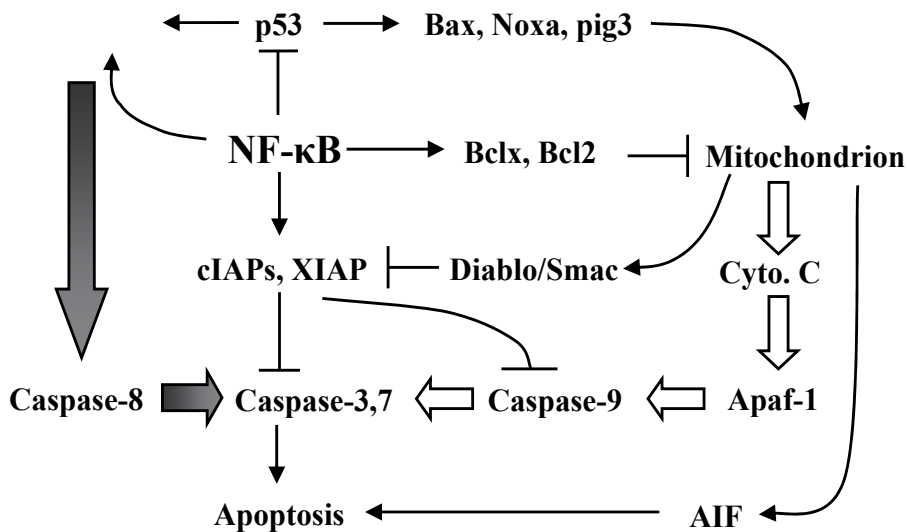 p53
Bax, Noxa, pig3
NF-κB
Bclx, Bcl2
Mitochondrion
cIAPs, XIAP
Diablo/Smac
Cyto. C
Caspase-8
Caspase-3,7
Caspase-9
Apaf-1
Apoptosis
AIF